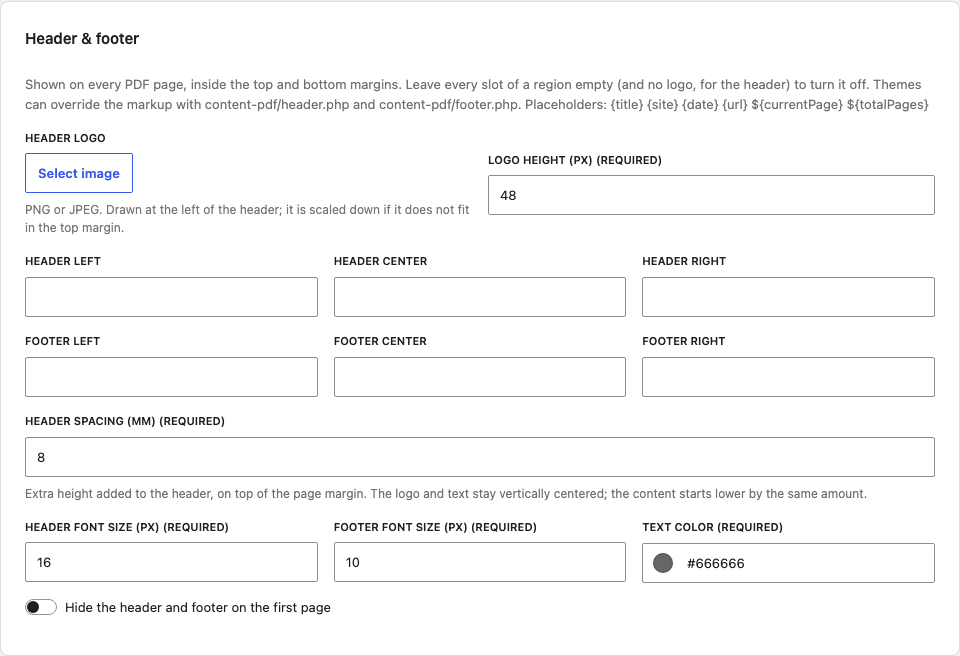 Header & footer
Shown on every PDF page, inside the top and bottom margins. Leave every slot of a region empty (and no logo, for the header) to turn it off. Themes
can override the markup with content-pdf/header.php and content-pdf/footer.php. Placeholders: {title} {site} {date} {url} ${currentPage} ${totalPages}
HEADER LOGO
Select image
PNG or JPEG. Drawn at the left of the header; it is scaled down if it does not fit
in the top margin.
LOGO HEIGHT (PX) (REQUIRED)
48
HEADER LEFT
HEADER CENTER
HEADER RIGHT
FOOTER LEFT
FOOTER CENTER
FOOTER RIGHT
HEADER SPACING (MM) (REQUIRED)
8
Extra height added to the header, on top of the page margin. The logo and text stay vertically centered; the content starts lower by the same amount.
HEADER FONT SIZE (PX) (REQUIRED)
16
FOOTER FONT SIZE (PX) (REQUIRED)
10
TEXT COLOR (REQUIRED)
#666666
Hide the header and footer on the first page